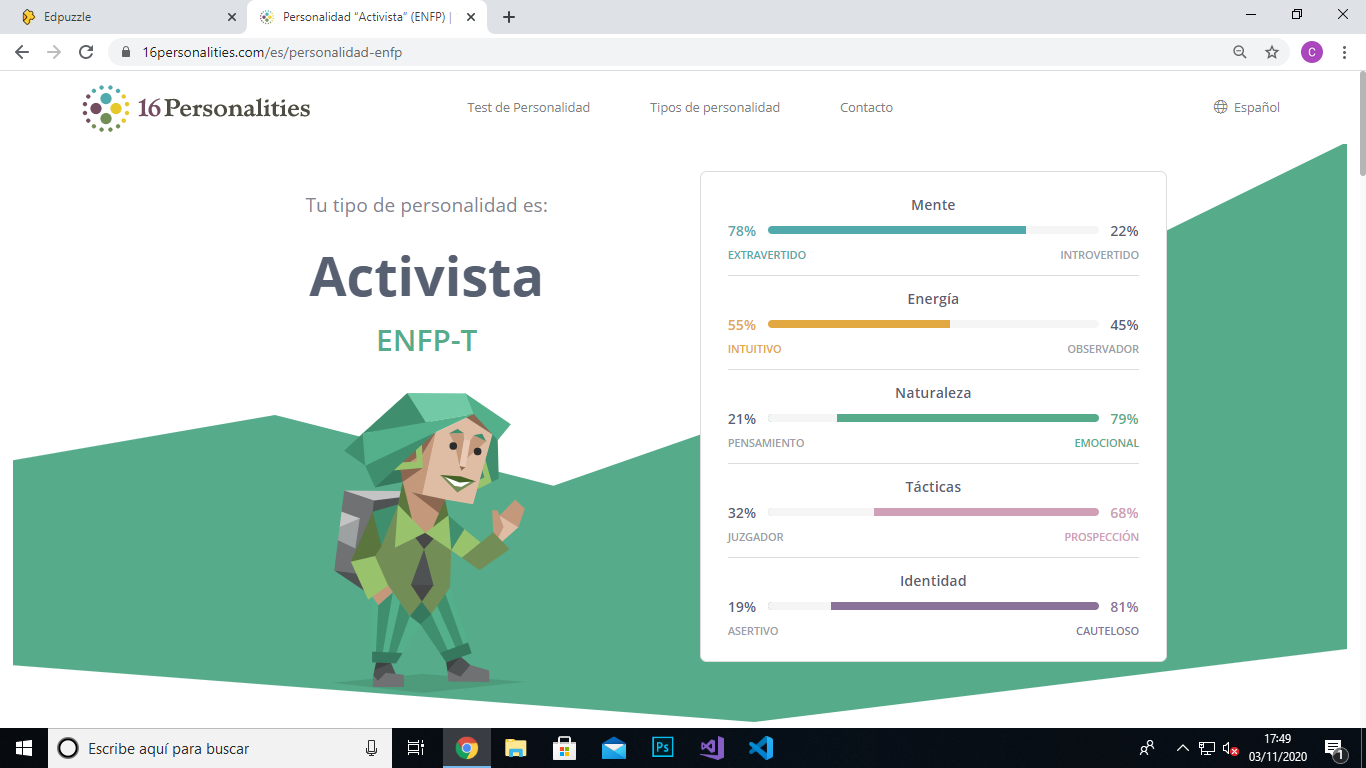 Edpuzzle
Personalidad “Activista” (ENFP) |
16personalities.com/es/personalidad-enfp
C
16Personalities
Test de Personalidad
Tipos de personalidad
Contacto
Español
Tu tipo de personalidad es:
Activista
ENFP-T
Mente
78% 22%
EXTRAVERTIDO INTROVERTIDO
Energía
55% 45%
INTUITIVO OBSERVADOR
Naturaleza
21% 79%
PENSAMIENTO EMOCIONAL
Tácticas
32% 68%
JUZGADOR PROSPECCIÓN
Identidad
19% 81%
ASERTIVO CAUTELOSO
Escribe aquí para buscar
Ps
17:49
03/11/2020
1